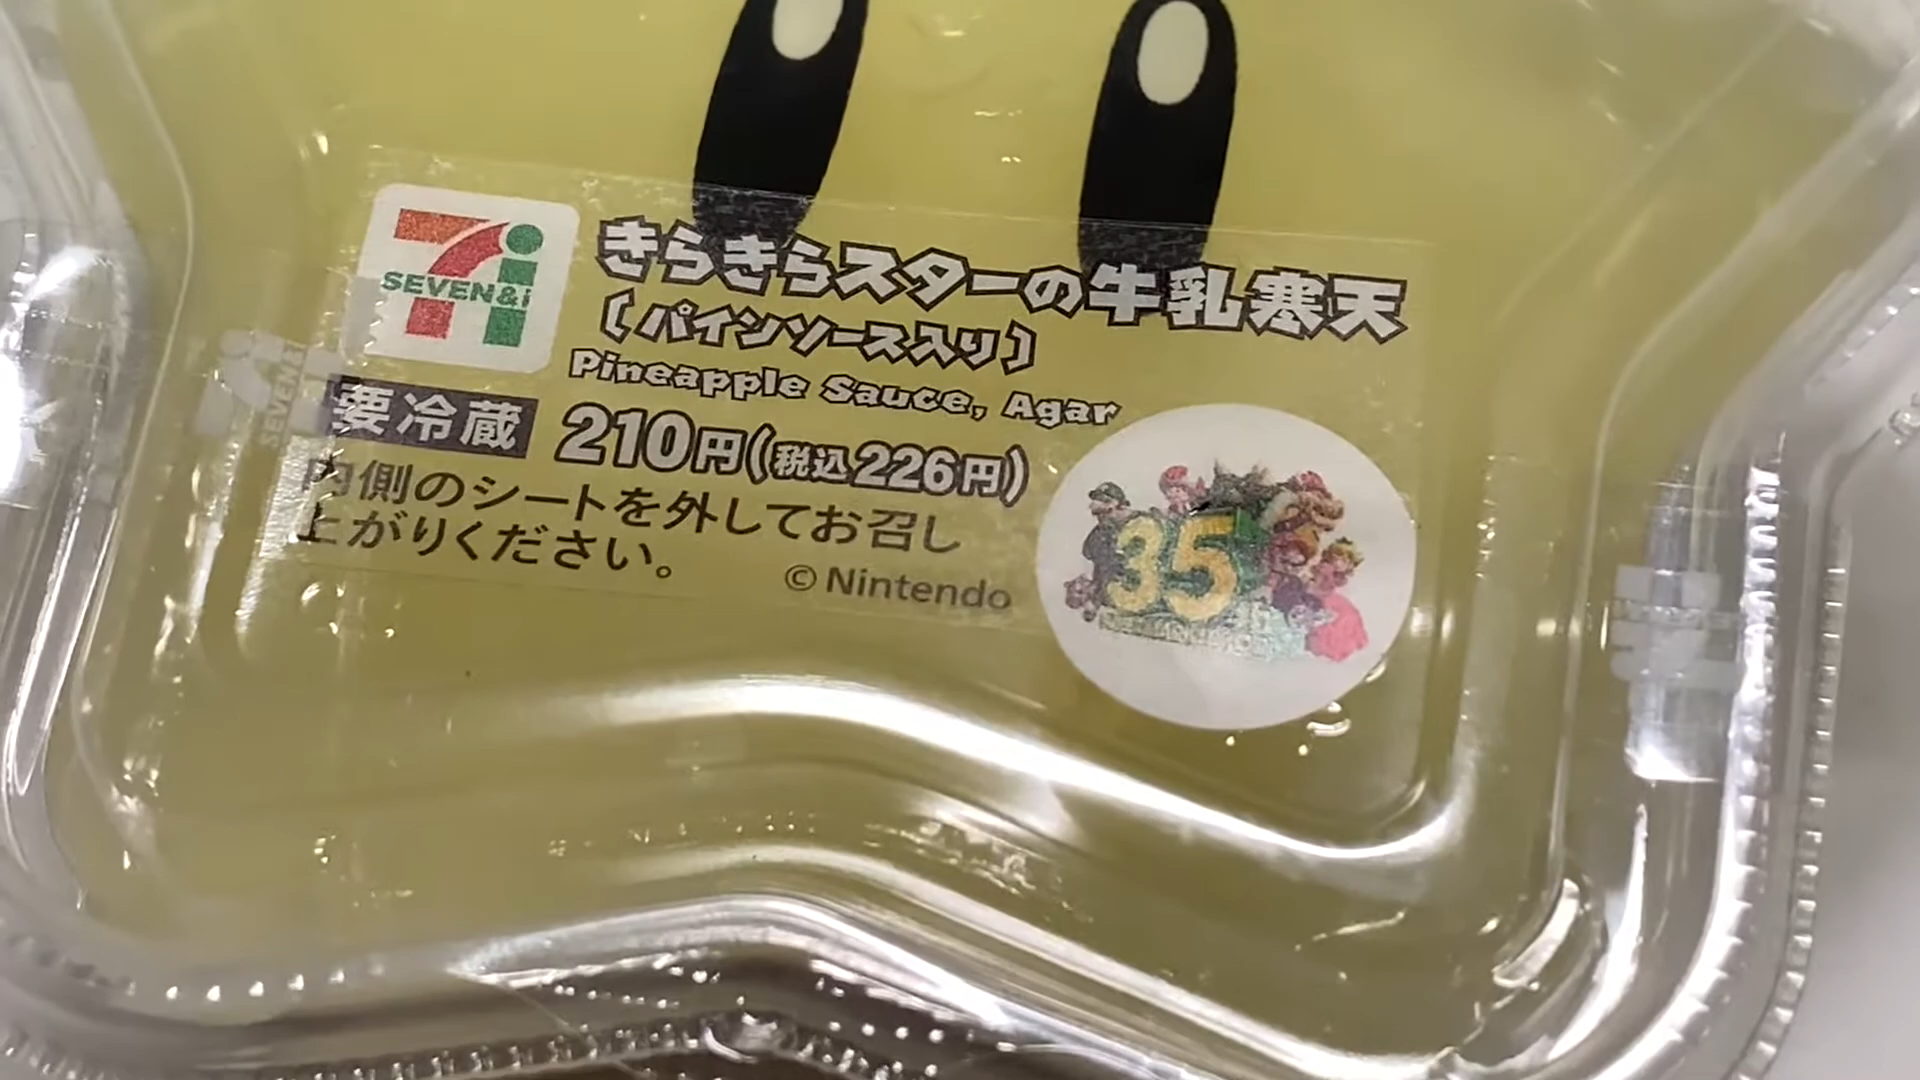 SEVEN&i
きらきらスターの牛乳寒天
(パインソース入り)
Pineapple Sauce, Agar
要冷蔵 210円(税込226円)
内側のシートを外してお召し
上がりください。
©Nintendo
35